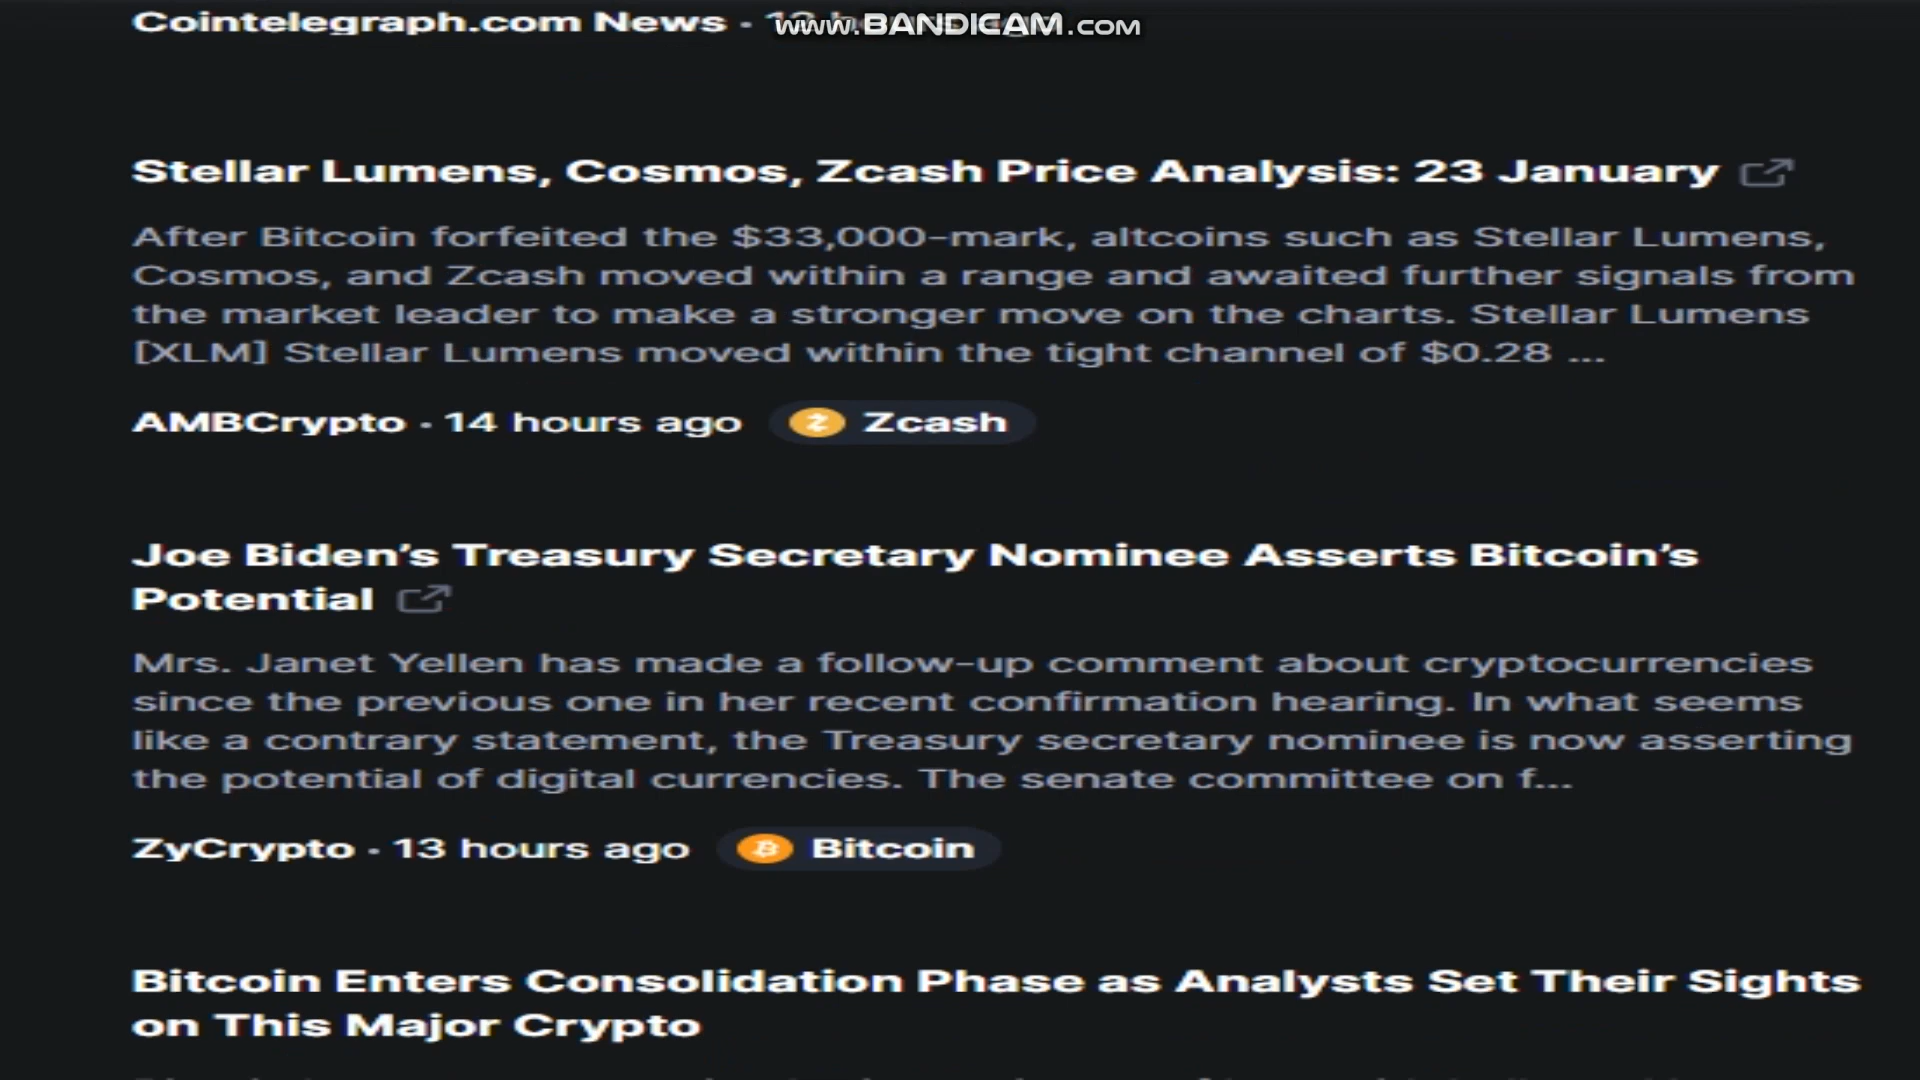 Cointelegraph.com News ·
www.BANDICAM.COM
Stellar Lumens, Cosmos, Zcash Price Analysis: 23 January
After Bitcoin forfeited the $33,000-mark, altcoins such as Stellar Lumens,
Cosmos, and Zcash moved within a range and awaited further signals from
the market leader to make a stronger move on the charts. Stellar Lumens
[XLM] Stellar Lumens moved within the tight channel of $0.28 ...
AMBCrypto · 14 hours ago Zcash
Joe Biden’s Treasury Secretary Nominee Asserts Bitcoin’s
Potential
Mrs. Janet Yellen has made a follow-up comment about cryptocurrencies
since the previous one in her recent confirmation hearing. In what seems
like a contrary statement, the Treasury secretary nominee is now asserting
the potential of digital currencies. The senate committee on f...
ZyCrypto · 13 hours ago Bitcoin
Bitcoin Enters Consolidation Phase as Analysts Set Their Sights
on This Major Crypto